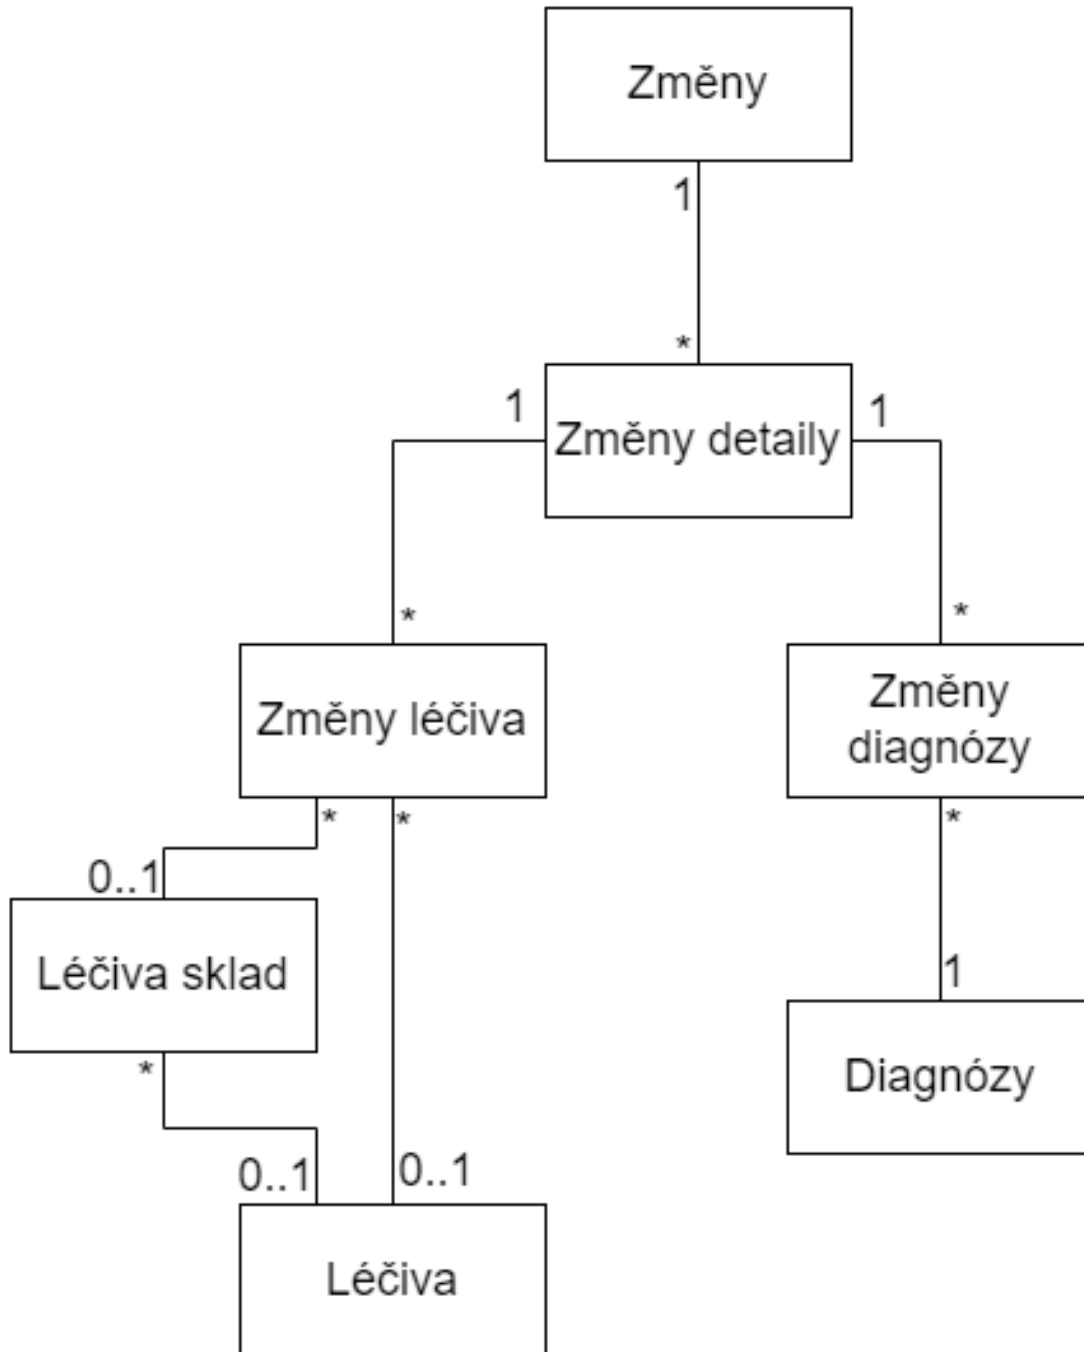 Změny
1
*
1
Změny detaily
1
*
*
Změny léčiva
Změny
diagnózy
*
*
*
0..1
Léčiva sklad
1
*
Diagnózy
0..1
0..1
Léčiva